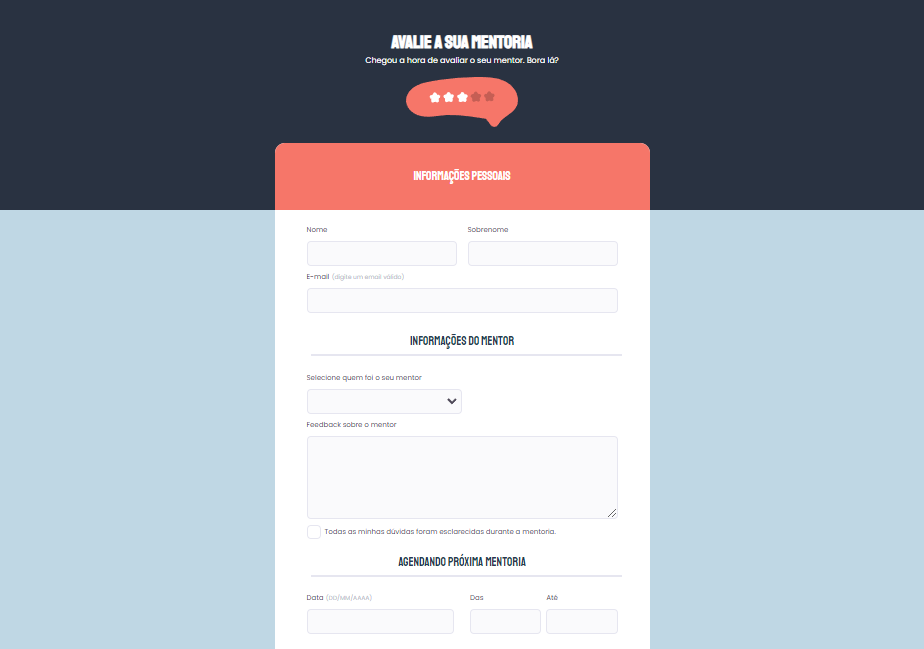 AVALIE A SUA MENTORIA
Chegou a hora de avaliar o seu mentor. Bora lá?
INFORMAÇÕES PESSOAIS
Nome Sobrenome
E-mail (digite um email válido)
INFORMAÇÕES DO MENTOR
Selecione quem foi o seu mentor
Feedback sobre o mentor
Todas as minhas dúvidas foram esclarecidas durante a mentoria.
AGENDANDO PRÓXIMA MENTORIA
Data (DD/MM/AAAA) Das Até